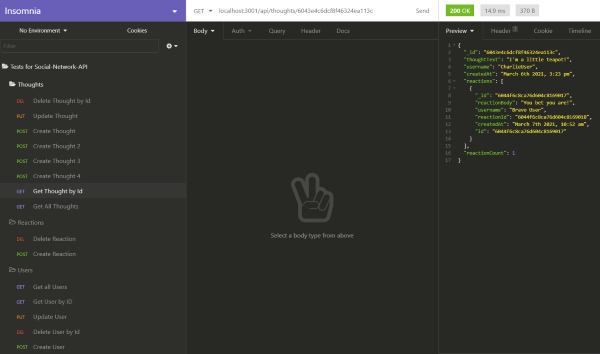 Insomnia
No Environment
Cookies
Filter
Tests for Social-Network-API
Thoughts
DEL Delete Thought by Id
PUT Update Thought
POST Create Thought
POST Create Thought 2
POST Create Thought 3
POST Create Thought 4
GET Get Thought by Id
GET Get All Thoughts
Reactions
DEL Delete Reaction
POST Create Reaction
Users
GET Get all Users
GET Get User by ID
PUT Update User
DEL Delete User by Id
POST Create User
GET localhost:3001/api/thoughts/6043e4c6dcf8f46324ea113c Send
Body Auth Query Header Docs
Select a body type from above
200 OK 14.9 ms 370 B
Preview Header Cookie Timeline
1 {
2 "_id": "6043e4c6dcf8f46324ea113c",
3 "thoughtText": "I'm a little teapot!",
4 "username": "CharlieUser",
5 "createdAt": "March 6th 2021, 3:23 pm",
6 "reactions": [
7 {
8 "_id": "6044f6c8ca76d604c8169017",
9 "reactionBody": "You bet you are!",
10 "username": "Bravo User",
11 "reactionId": "6044f6c8ca76d604c8169018",
12 "createdAt": "March 7th 2021, 10:52 am",
13 "id": "6044f6c8ca76d604c8169017"
14 }
15 ],
16 "reactionCount": 1
17 }